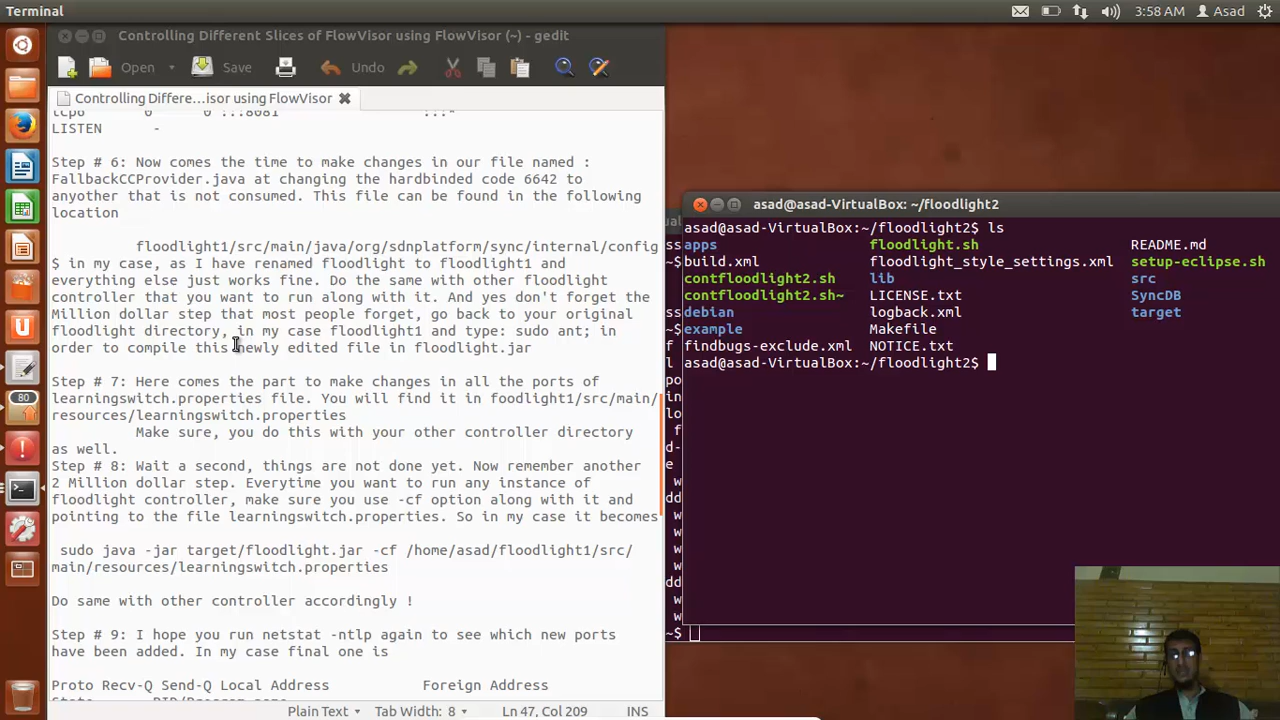 Terminal
3:58 AM
Asad
Controlling Different Slices of FlowVisor using FlowVisor (~) - gedit
Open
Save
Undo
Controlling Differe...isor using FlowVisor
tcp6 0 0 :::8081 :::*
LISTEN -
Step # 6: Now comes the time to make changes in our file named :
FallbackCCProvider.java at changing the hardbinded code 6642 to
anyother that is not consumed. This file can be found in the following
location
floodlight1/src/main/java/org/sdnplatform/sync/internal/config
$ in my case, as I have renamed floodlight to floodlight1 and
everything else just works fine. Do the same with other floodlight
controller that you want to run along with it. And yes don't forget the
Million dollar step that most people forget, go back to your original
floodlight directory, in my case floodlight1 and type: sudo ant; in
order to compile this newly edited file in floodlight.jar
Step # 7: Here comes the part to make changes in all the ports of
learningswitch.properties file. You will find it in foodlight1/src/main/
resources/learningswitch.properties
Make sure, you do this with your other controller directory
as well.
Step # 8: Wait a second, things are not done yet. Now remember another
2 Million dollar step. Everytime you want to run any instance of
floodlight controller, make sure you use -cf option along with it and
pointing to the file learningswitch.properties. So in my case it becomes
sudo java -jar target/floodlight.jar -cf /home/asad/floodlight1/src/
main/resources/learningswitch.properties
Do same with other controller accordingly !
Step # 9: I hope you run netstat -ntlp again to see which new ports
have been added. In my case final one is
Proto Recv-Q Send-Q Local Address Foreign Address
Plain Text
Tab Width: 8
Ln 47, Col 209
INS
80
asad@asad-VirtualBox: ~/floodlight2
asad@asad-VirtualBox:~/floodlight2$ ls
apps floodlight.sh README.md
build.xml floodlight_style_settings.xml setup-eclipse.sh
contfloodlight2.sh lib src
contfloodlight2.sh~ LICENSE.txt SyncDB
debian logback.xml target
example Makefile
findbugs-exclude.xml NOTICE.txt
asad@asad-VirtualBox:~/floodlight2$
~$